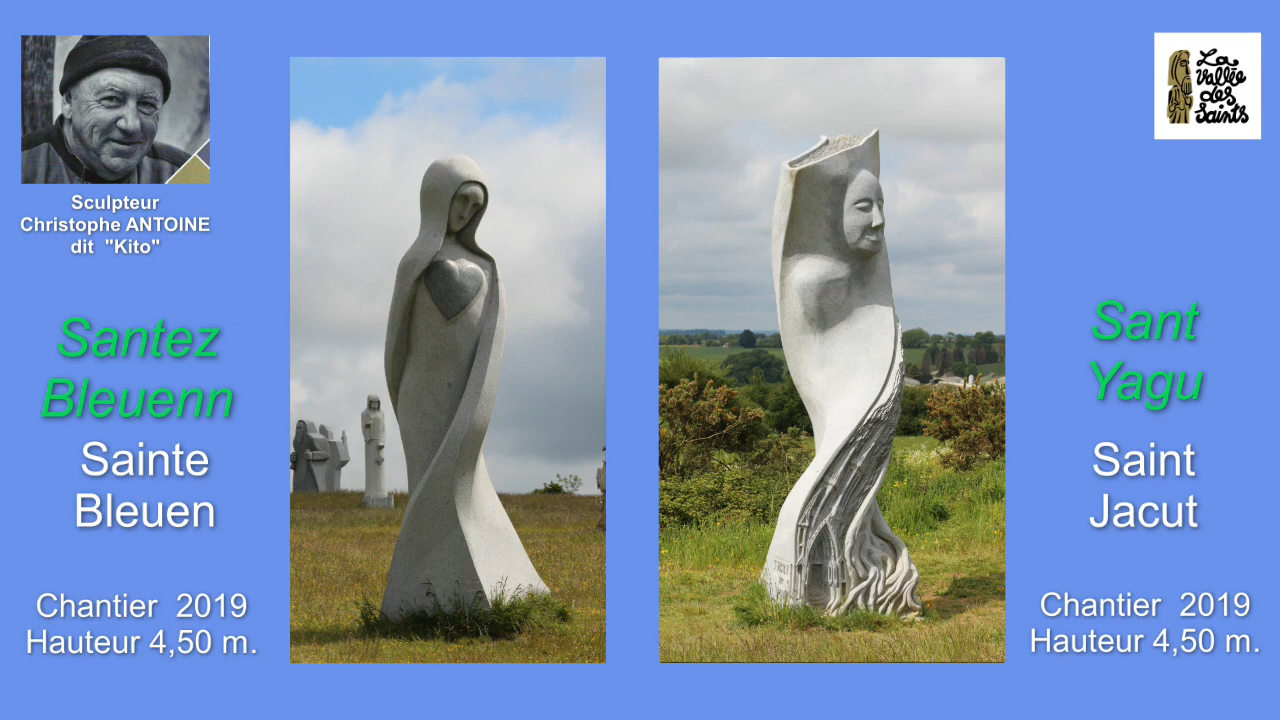 Sculpteur
Christophe ANTOINE
dit "Kito"
Santez
Bleuenn
Sainte
Bleuen
Chantier 2019
Hauteur 4,50 m.
La
Vallée
des
Saints
Sant
Yagu
Saint
Jacut
Chantier 2019
Hauteur 4,50 m.